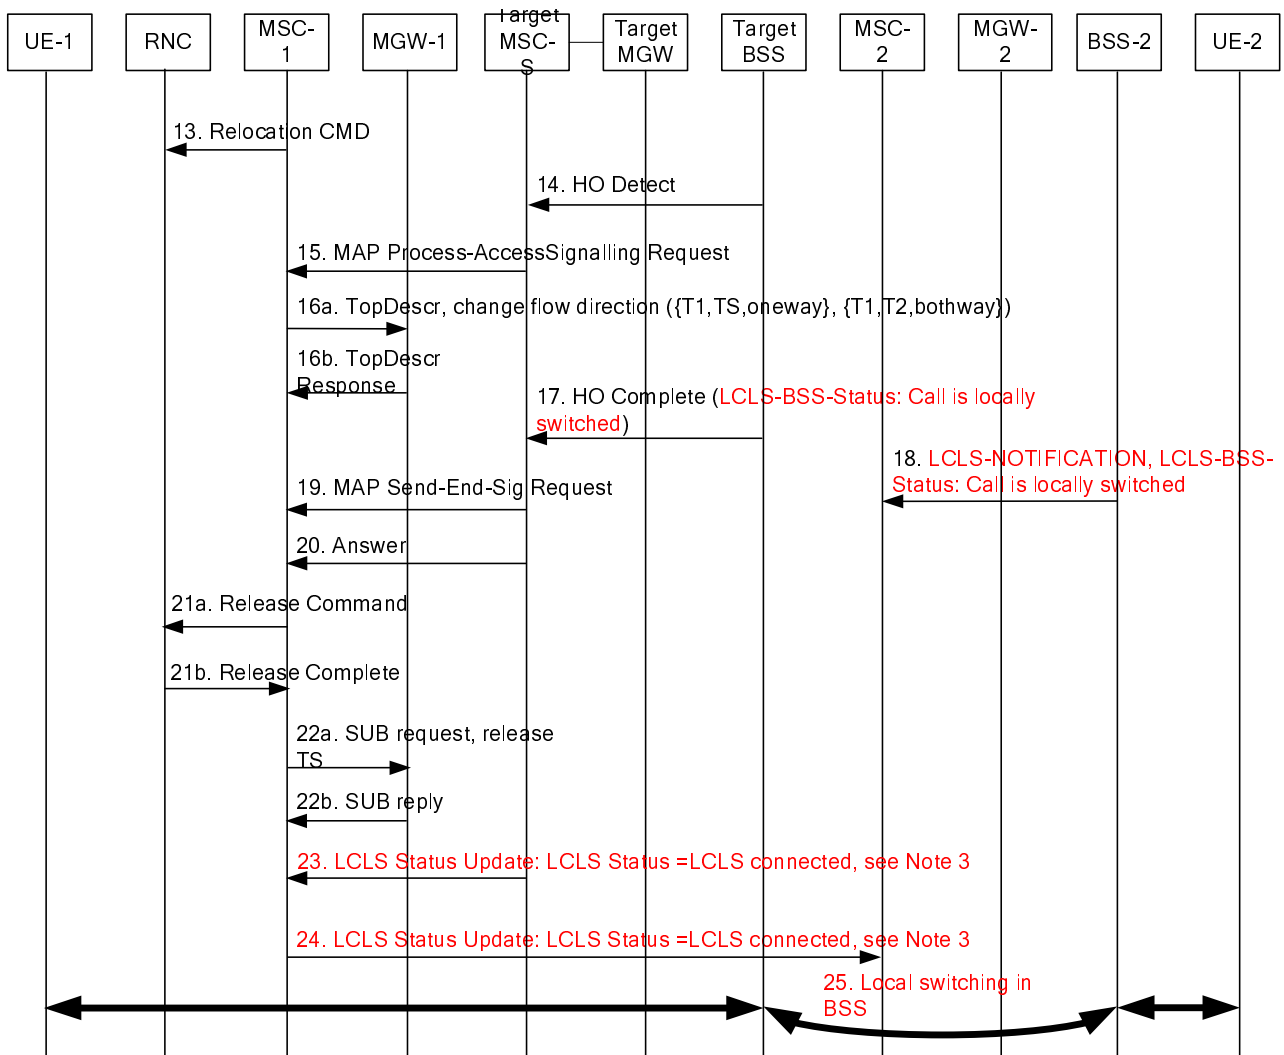 UE-1
RNC
MSC-
1
MGW-1
Target
MSC-
S
Target
MGW
Target
BSS
MSC-
2
MGW-
2
BSS-2
UE-2
13. Relocation CMD
14. HO Detect
15. MAP Process-AccessSignalling Request
16a. TopDescr, change flow direction ({T1,TS,oneway}, {T1,T2,bothway})
16b. TopDescr
Response
17. HO Complete (LCLS-BSS-Status: Call is locally
switched)
18. LCLS-NOTIFICATION, LCLS-BSS-
Status: Call is locally switched
19. MAP Send-End-Sig Request
20. Answer
21a. Release Command
21b. Release Complete
22a. SUB request, release
TS
22b. SUB reply
23. LCLS Status Update: LCLS Status =LCLS connected, see Note 3
24. LCLS Status Update: LCLS Status =LCLS connected, see Note 3
25. Local switching in
BSS